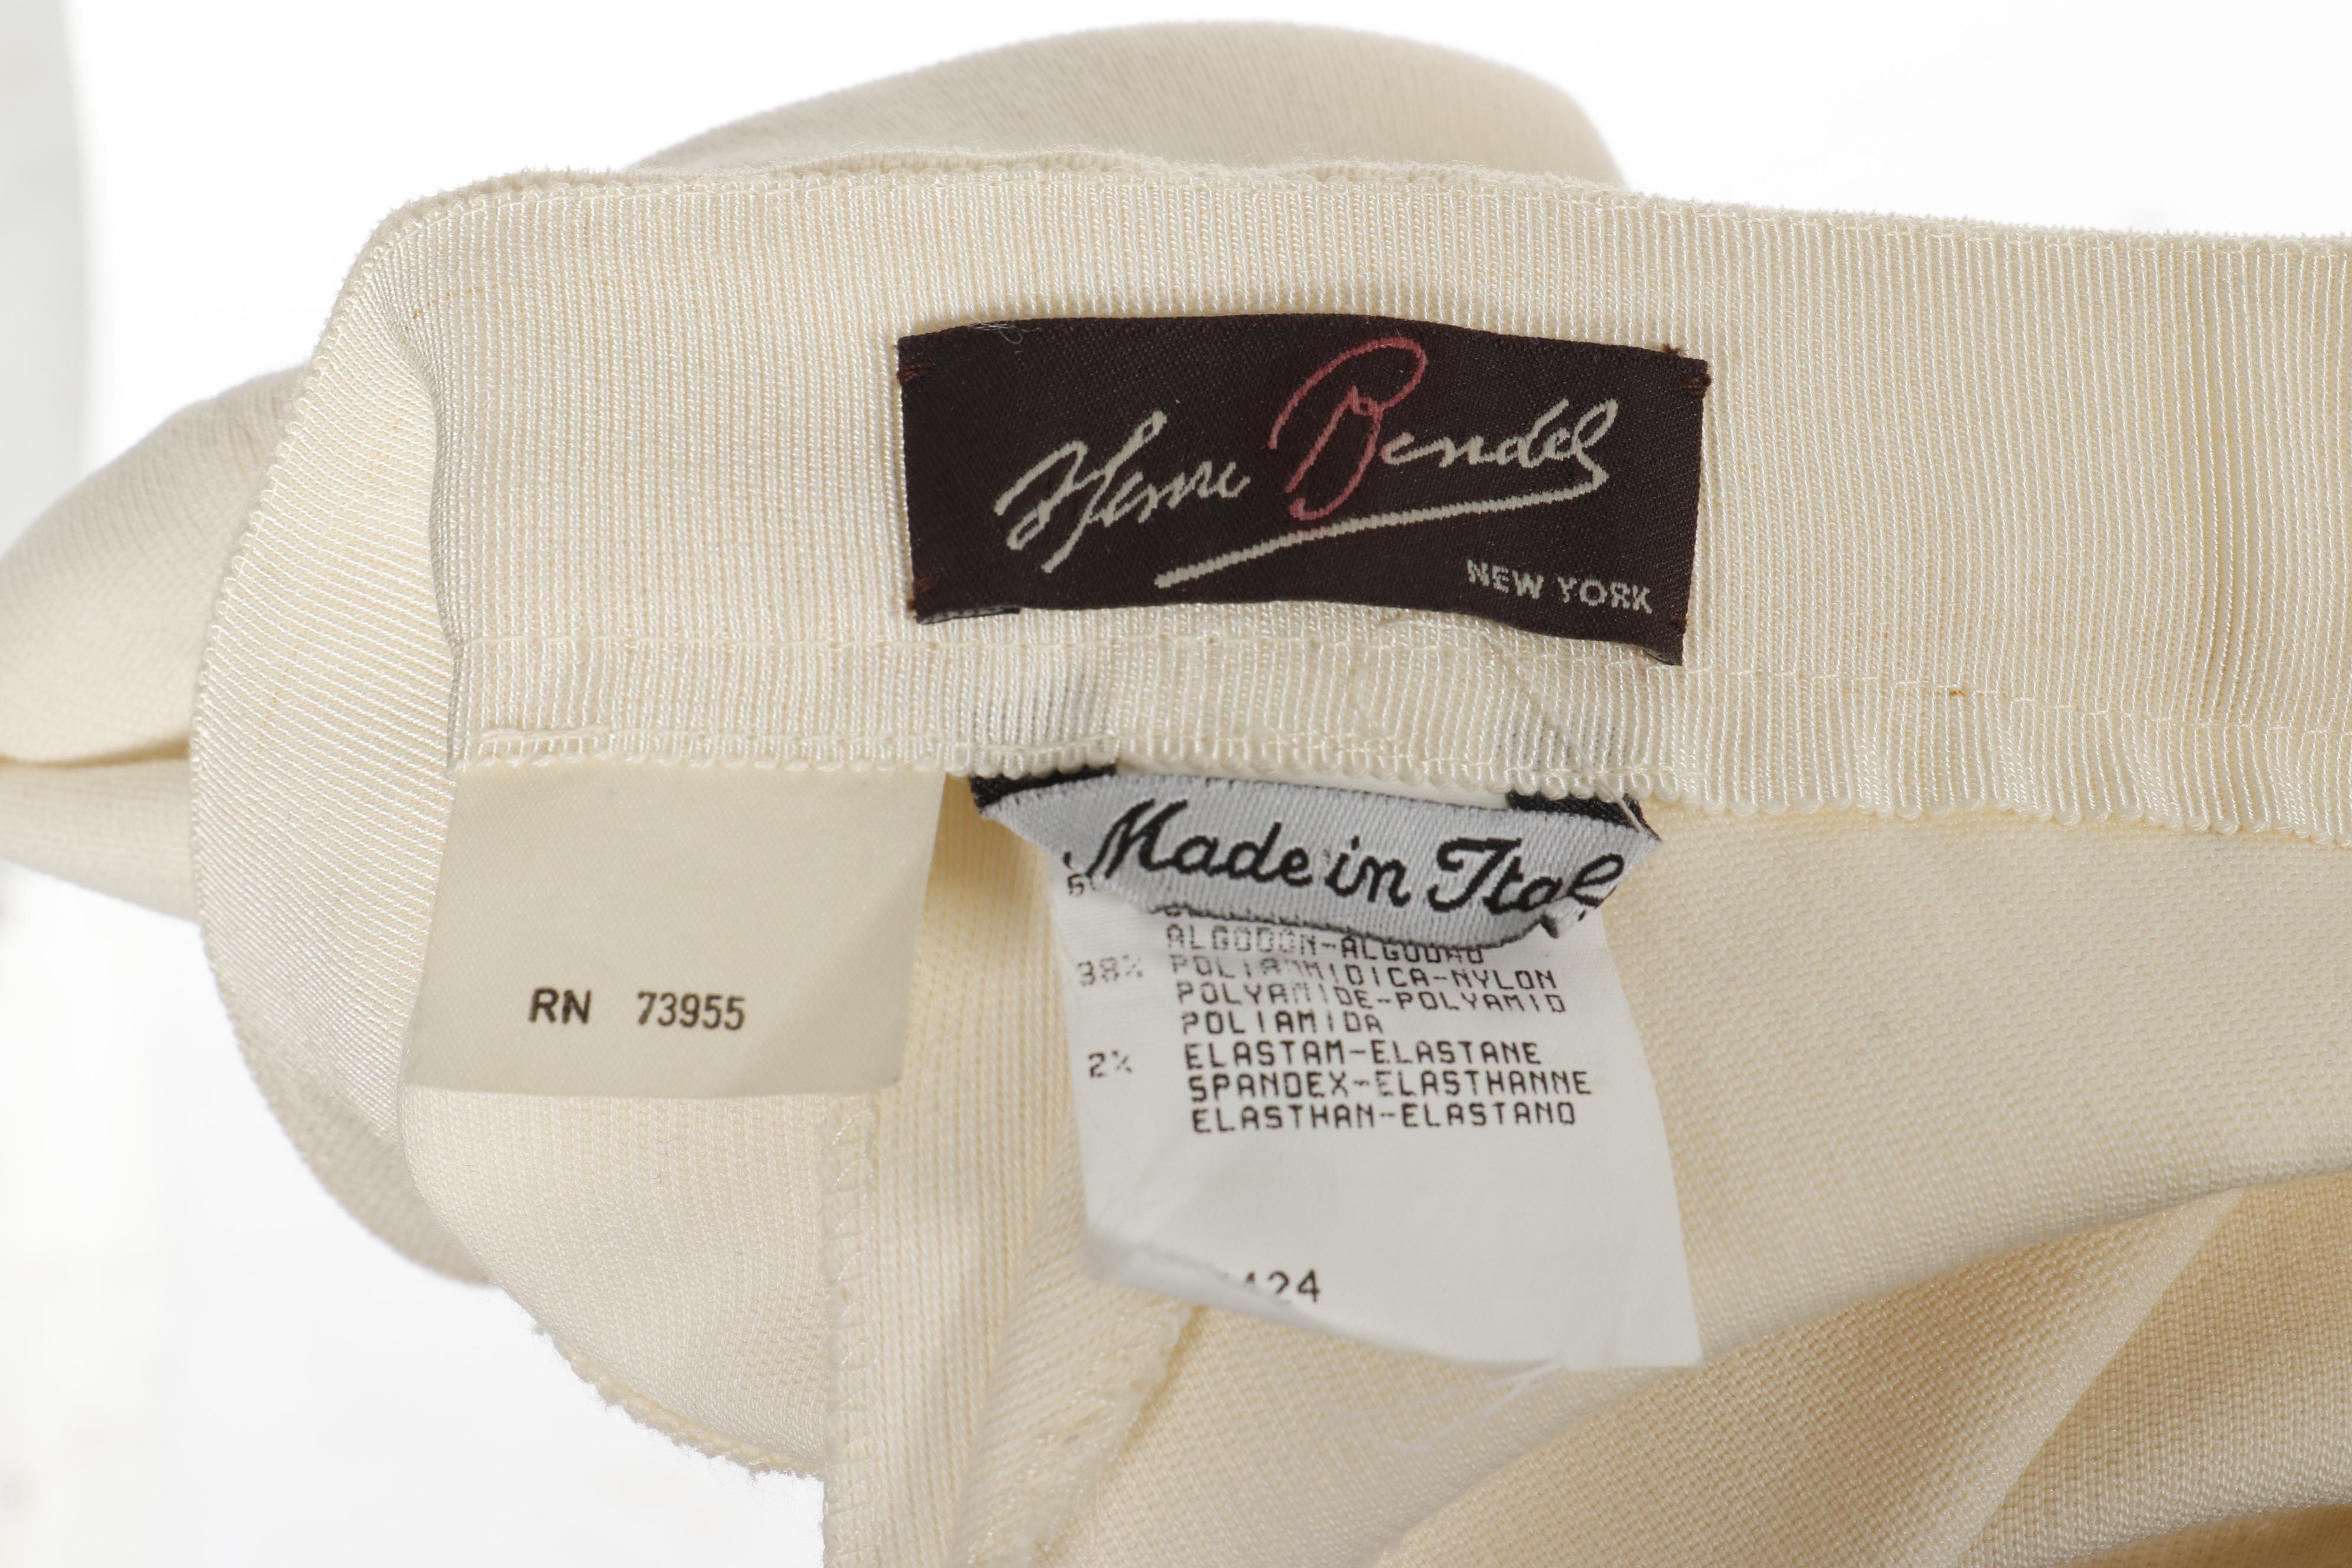 Henri Bendel
NEW YORK
Made in Ital
ALGODON-ALGODAO
38% POLIAMMIDICA-NYLON
POLYAMIDE-POLYAMID
POLIAMIDA
2% ELASTAM-ELASTANE
SPANDEX-ELASTHANNE
ELASTHAN-ELASTANO
424
RN 73955